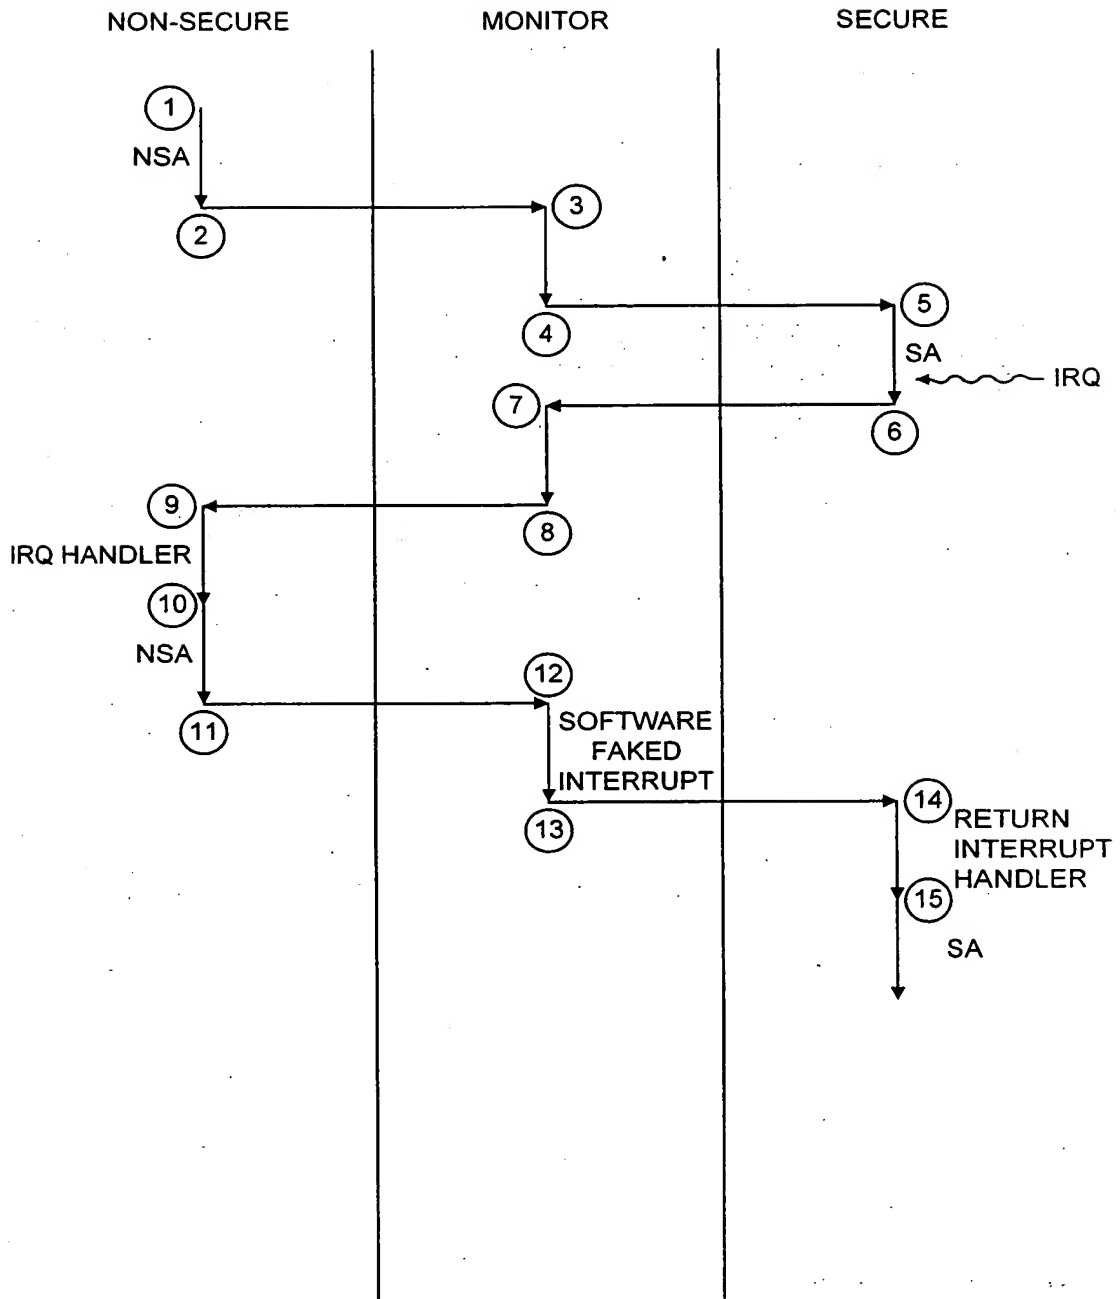 NON-SECURE
MONITOR
SECURE
1
NSA
2
3
4
5
SA
IRQ
6
7
8
9
IRQ HANDLER
10
NSA
11
12
SOFTWARE
FAKED
INTERRUPT
13
14
RETURN
INTERRUPT
HANDLER
15
SA